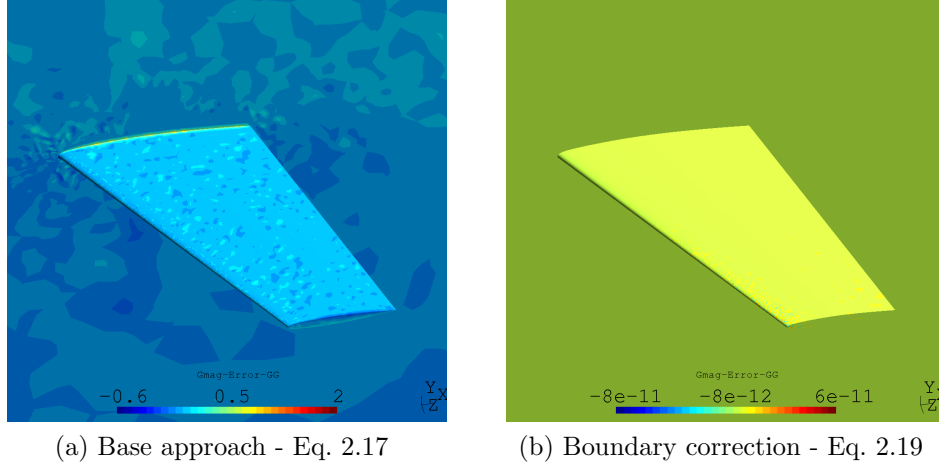 Gmag-Error-GG
−0.6 0.5 2
Y X
Z
(a) Base approach - Eq. 2.17
Gmag-Error-GG
−8e−11 −8e−12 6e−11
Y
Z
(b) Boundary correction - Eq. 2.19